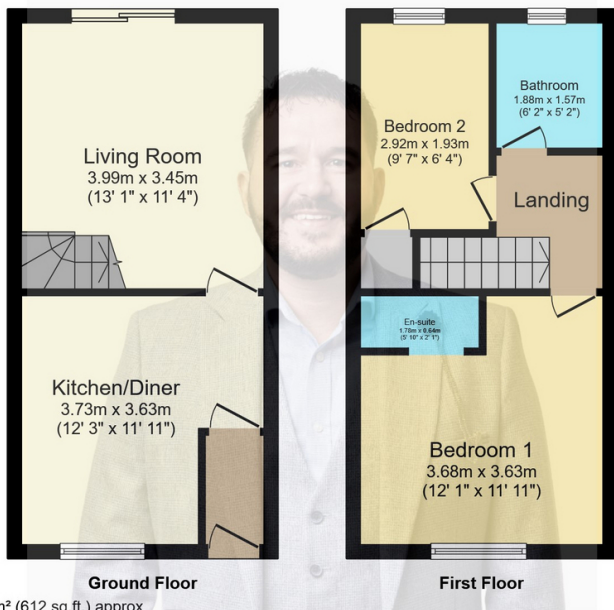 Living Room
3.99m x 3.45m
(13' 1" x 11' 4")
Kitchen/Diner
3.73m x 3.63m
(12' 3" x 11' 11")
Bedroom 2
2.92m x 1.93m
(9' 7" x 6' 4")
Bathroom
1.88m x 1.57m
(6' 2" x 5' 2")
Landing
En-suite
1.78m x 0.64m
(5' 10" x 2' 1")
Bedroom 1
3.68m x 3.63m
(12' 1" x 11' 11")
Ground Floor
First Floor
m² (612 sq.ft.) approx